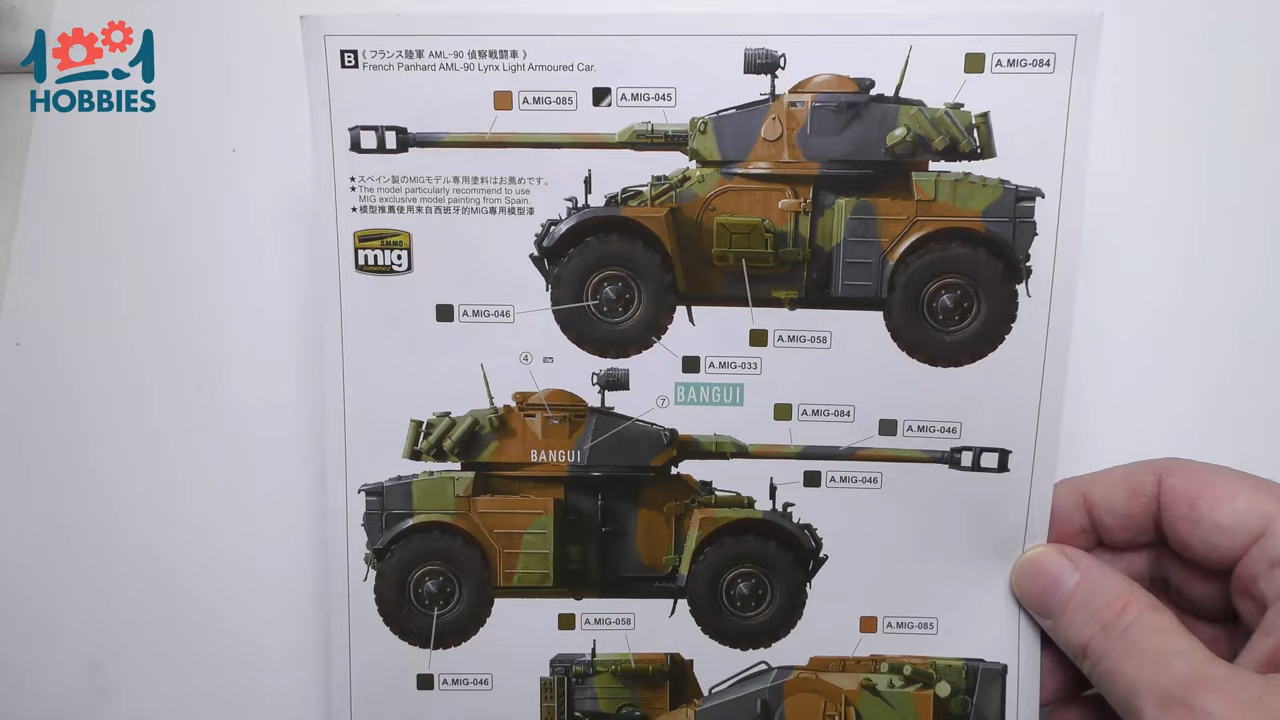 1001
HOBBIES
B 《 フランス陸軍 AML-90 偵察戦闘車 》
French Panhard AML-90 Lynx Light Armoured Car.
A.MIG-084
A.MIG-085
A.MIG-045
★スペイン製のMIGモデル専用塗料はお薦めです。
★The model particularly recommend to use
MIG exclusive model painting from Spain.
★模型推薦使用來自西班牙的MIG專用模型漆
AMMO
mig
jimenez
A.MIG-046
A.MIG-058
A.MIG-033
④
⑦
BANGUI
A.MIG-084
A.MIG-046
BANGUI
A.MIG-046
A.MIG-058
A.MIG-085
A.MIG-046